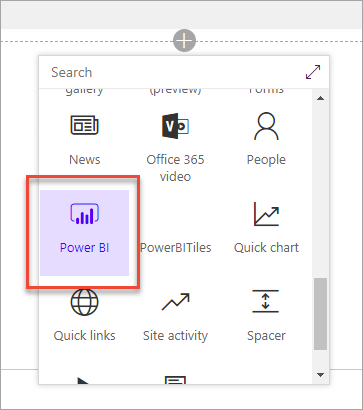 Search
gallery (preview) Forms
News Office 365 People
video
Power BI PowerBITiles Quick chart
Quick links Site activity Spacer